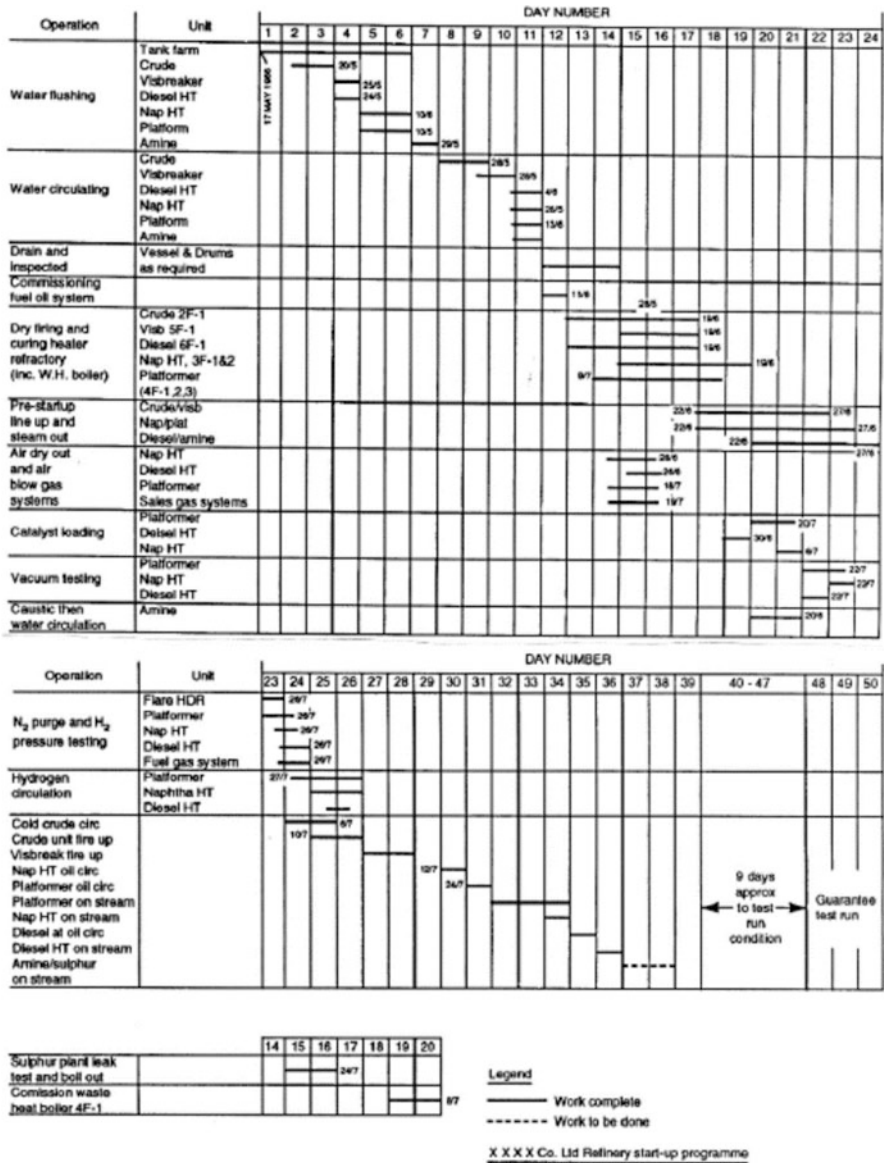 DAY NUMBER
Operation Unit 1 2 3 4 5 6 7 8 9 10 11 12 13 14 15 16 17 18 19 20 21 22 23 24
Tank farm
17 MAY 1986
Crude 20/5
Visbreaker 25/5
Water flushing Diesel HT 24/5
Nap HT 10/6
Platform 10/5
Amine 29/5
Crude 28/5
Visbreaker 28/5
Water circulating Diesel HT 4/6
Nap HT 26/5
Platform 15/6
Amine
Drain and Vessel & Drums
inspected as required
Commissioning
fuel oil system 11/6
28/5
Crude 2F-1 19/6
Dry firing and Visb 5F-1 19/6
curing heater Diesel 6F-1 19/6
refractory Nap HT, 3F-1&2 19/6
(inc. W.H. boiler) Platformer 9/7
(4F-1,2,3)
Pre-startup Crude/visb 22/6 27/6
line up and Nap/plat 22/6 27/6
steam out Diesel/amine 22/6 27/6
Air dry out Nap HT 26/6
and air Diesel HT 26/6
blow gas Platformer 18/7
systems Sales gas systems 19/7
Platformer 20/7
Catalyst loading Deisel HT 30/6
Nap HT 6/7
Platformer 22/7
Vacuum testing Nap HT 22/7
Diesel HT 22/7
Caustic then Amine
water circulation 20/6
DAY NUMBER
Operation Unit 23 24 25 26 27 28 29 30 31 32 33 34 35 36 37 38 39 40 - 47 48 49 50
Flare HDR 26/7
N2 purge and H2 Platformer 26/7
pressure testing Nap HT 26/7
Diesel HT 26/7
Fuel gas system 26/7
Hydrogen Platformer 27/7
circulation Naphtha HT
Diesel HT
Cold crude circ 6/7
Crude unit fire up 10/7
Visbreak fire up
Nap HT oil circ 12/7
Platformer oil circ 24/7
Platformer on stream
Nap HT on stream
Diesel at oil circ
Diesel HT on stream
Amine/sulphur
on stream
9 days
approx
to test
run
condition
Guarantee
test run
14 15 16 17 18 19 20
Sulphur plant leak
test and boil out 24/7
Comission waste
heat boiler 4F-1 8/7
Legend
Work complete
Work to be done
X X X X Co. Ltd Refinery start-up programme